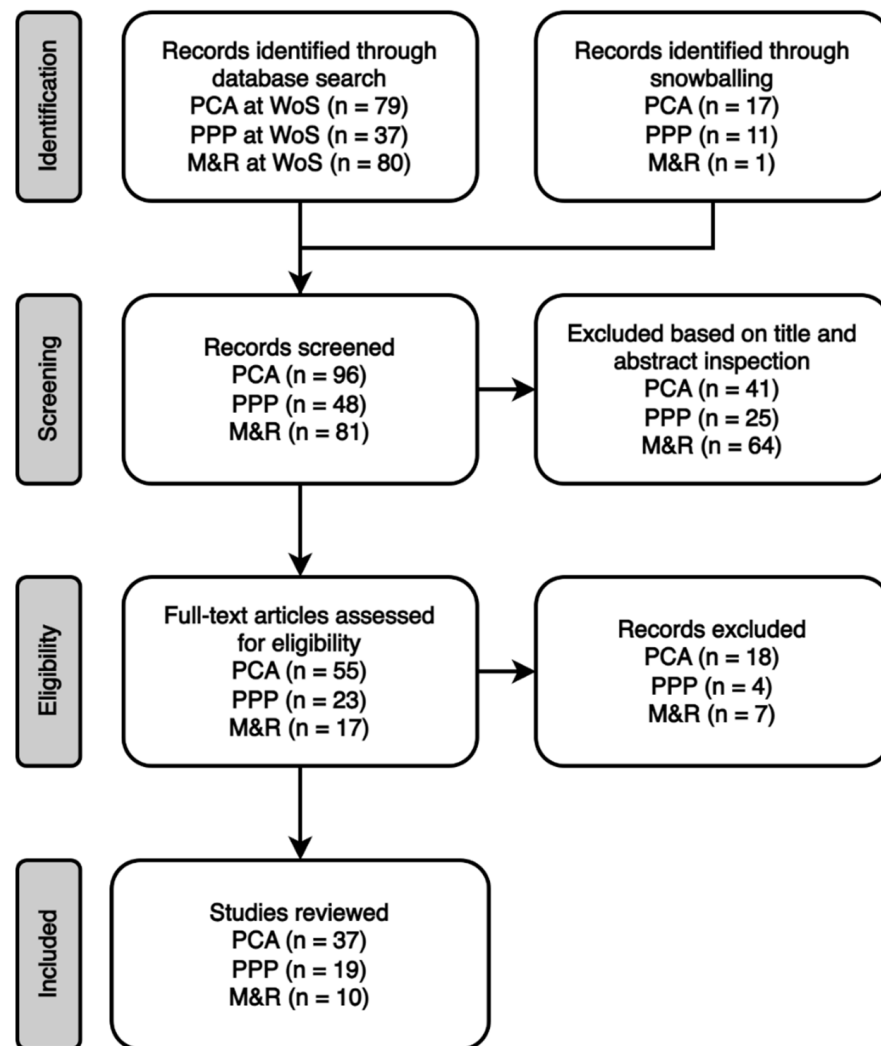 Identification
Records identified through
database search
PCA at WoS (n = 79)
PPP at WoS (n = 37)
M&R at WoS (n = 80)
Records identified through
snowballing
PCA (n = 17)
PPP (n = 11)
M&R (n = 1)
Screening
Records screened
PCA (n = 96)
PPP (n = 48)
M&R (n = 81)
Excluded based on title and
abstract inspection
PCA (n = 41)
PPP (n = 25)
M&R (n = 64)
Eligibility
Full-text articles assessed
for eligibility
PCA (n = 55)
PPP (n = 23)
M&R (n = 17)
Records excluded
PCA (n = 18)
PPP (n = 4)
M&R (n = 7)
Included
Studies reviewed
PCA (n = 37)
PPP (n = 19)
M&R (n = 10)